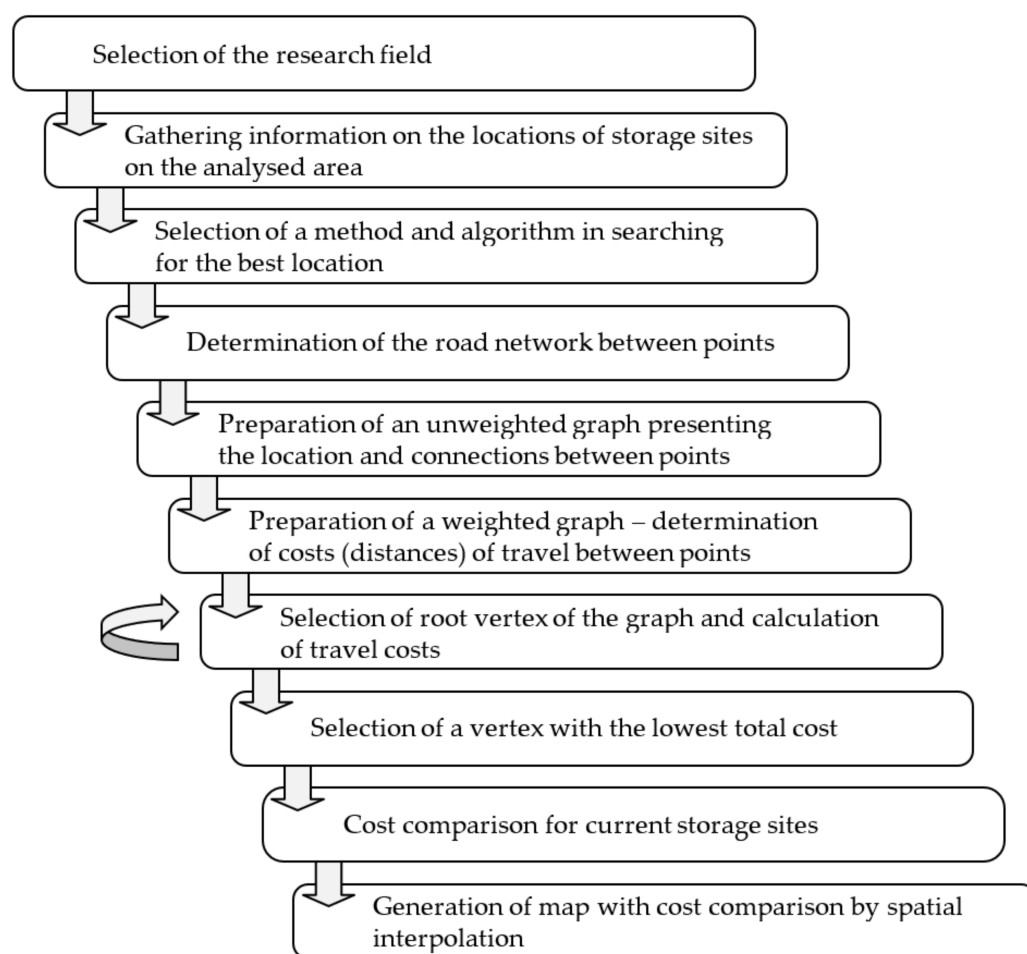 Selection of the research field
Gathering information on the locations of storage sites
on the analysed area
Selection of a method and algorithm in searching
for the best location
Determination of the road network between points
Preparation of an unweighted graph presenting
the location and connections between points
Preparation of a weighted graph – determination
of costs (distances) of travel between points
Selection of root vertex of the graph and calculation
of travel costs
Selection of a vertex with the lowest total cost
Cost comparison for current storage sites
Generation of map with cost comparison by spatial
interpolation